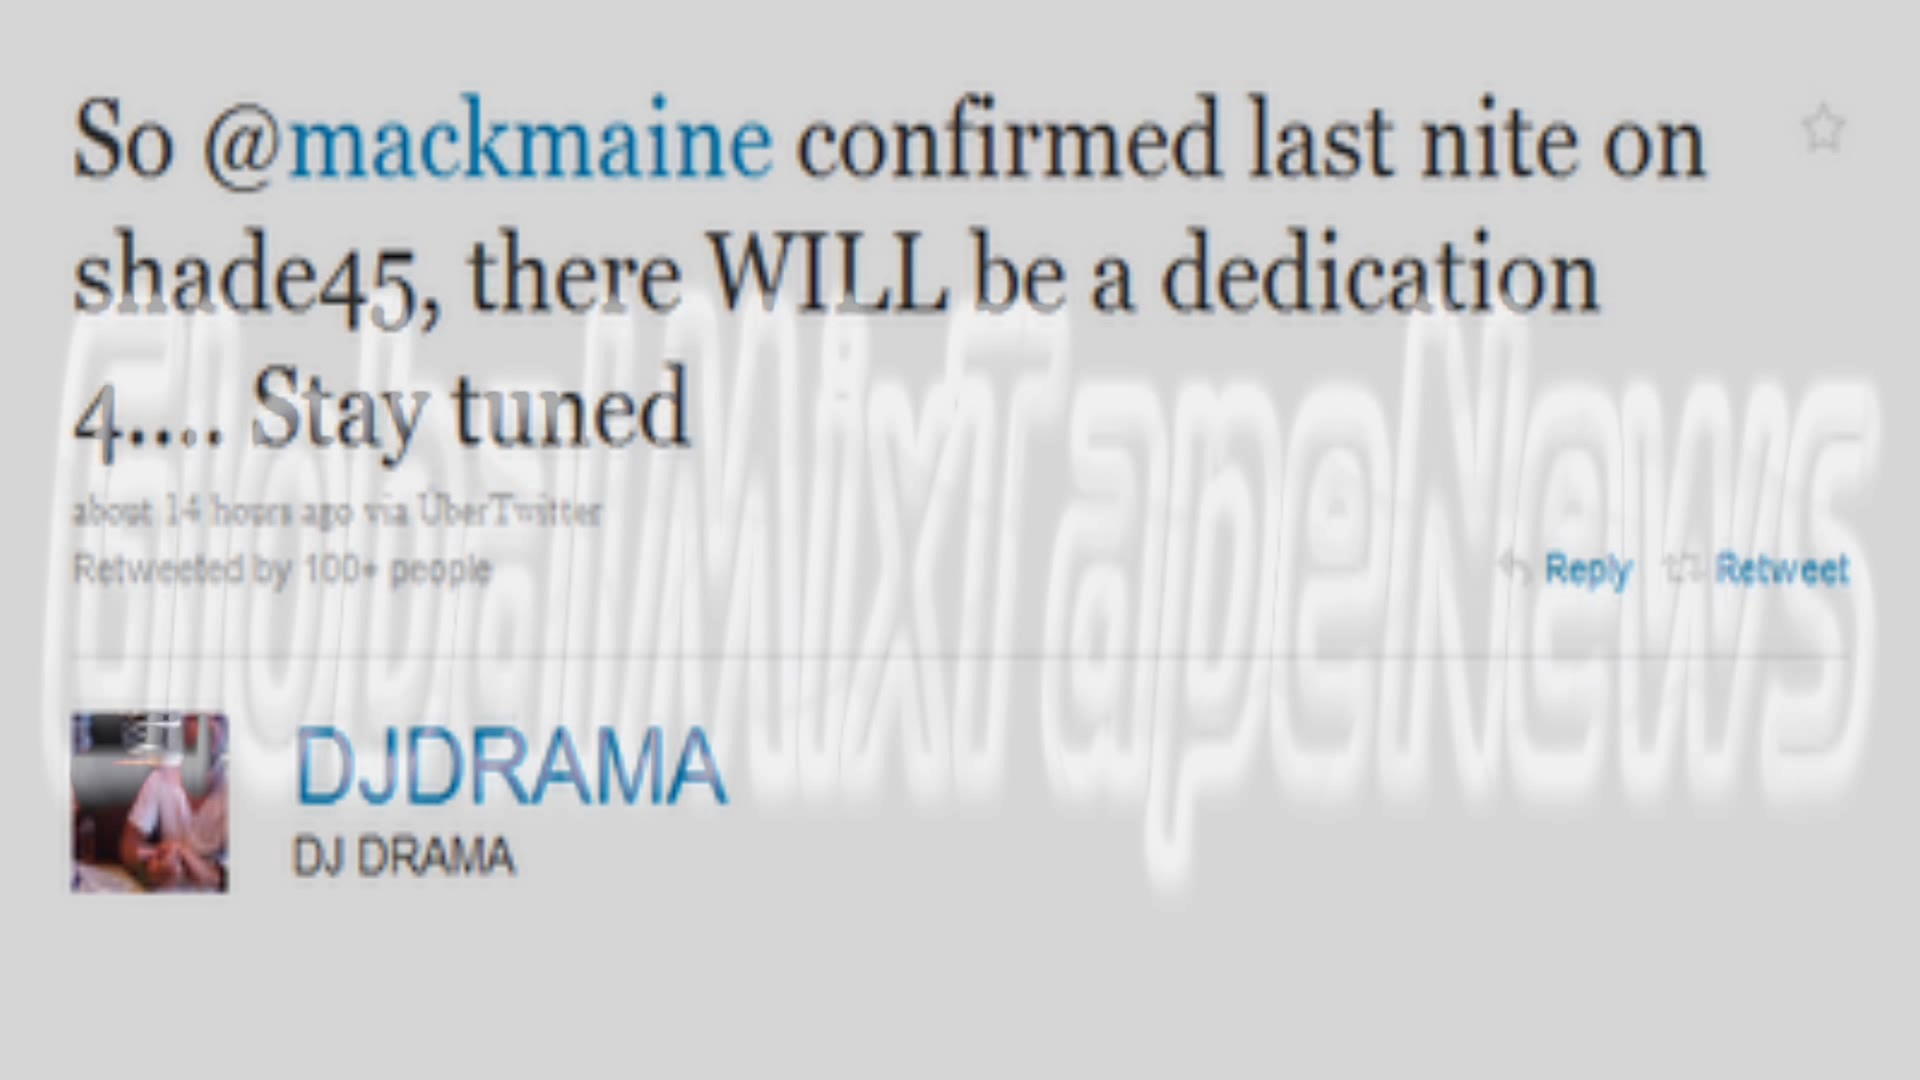 So @mackmaine confirmed last nite on
shade45, there WILL be a dedication
4.... Stay tuned
about 14 hours ago via ÜberTwitter
Retweeted by 100+ people
Reply Retweet
GlobalMixTapeNews
DJDRAMA
DJ DRAMA